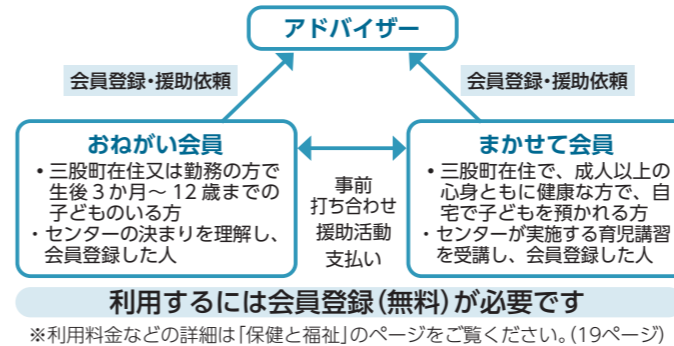 アドバイザー
会員登録・援助依頼
会員登録・援助依頼
おねがい会員
・三股町在住又は勤務の方で
生後3か月～12歳までの
子どものいる方
・センターの決まりを理解し、
会員登録した人
事前
打ち合わせ
援助活動
支払い
まかせて会員
・三股町在住で、成人以上の
心身ともに健康な方で、自
宅で子どもを預かれる方
・センターが実施する育児講習
を受講し、会員登録した人
利用するには会員登録(無料)が必要です
※利用料金などの詳細は「保健と福祉」のページをご覧ください。(19ページ)